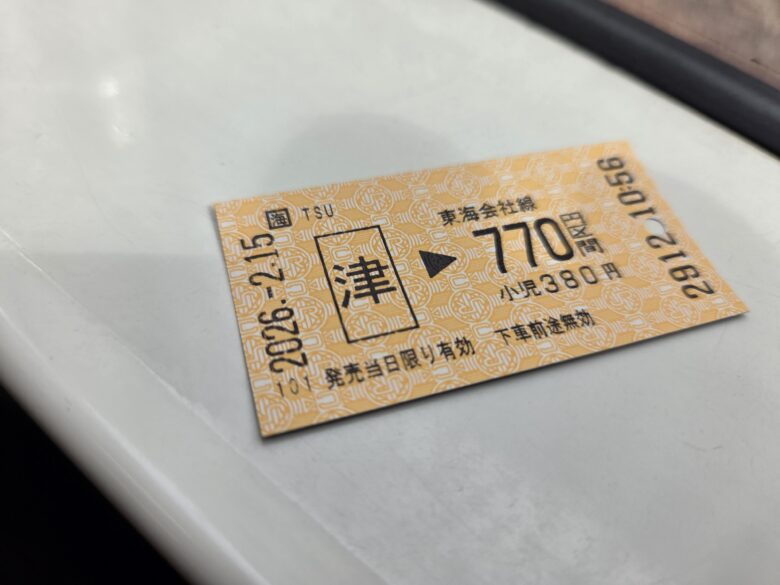 海 TSU
東海会社線
津 ▶ 770円区間
小児380円
2026.-2.15
2912 10:56
101 発売当日限り有効 下車前途無効